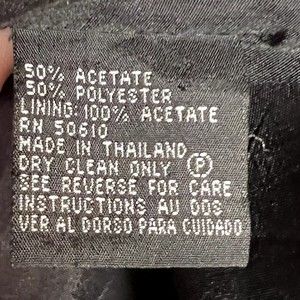 50% ACETATE
50% POLYESTER
LINING: 100% ACETATE
RN 50610
MADE IN THAILAND
DRY CLEAN ONLY Ⓟ
SEE REVERSE FOR CARE
INSTRUCTIONS AU DOS
VER AL DORSO PARA CUIDADO